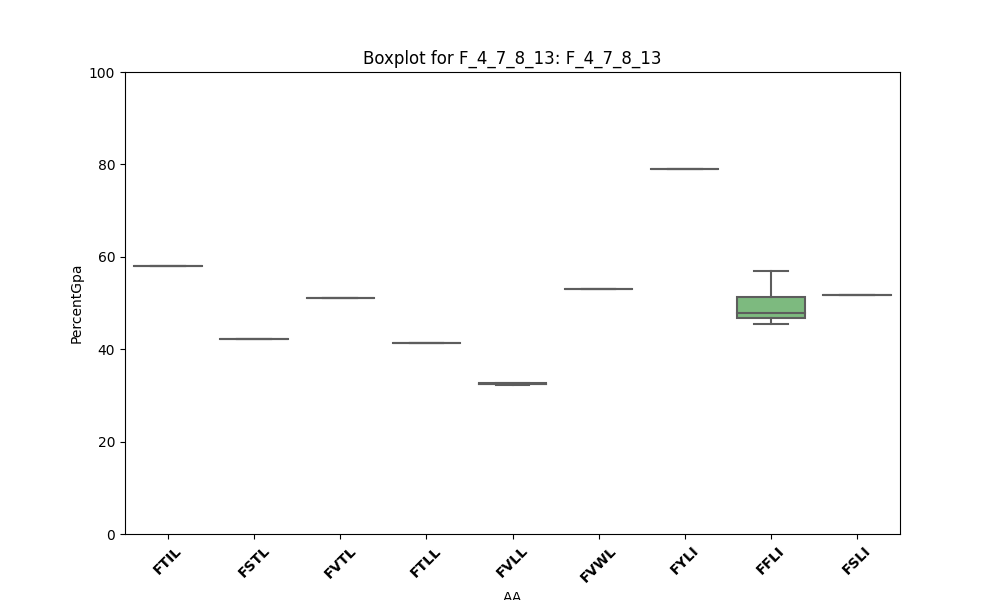 Boxplot for F_4_7_8_13: F_4_7_8_13
100
80
60
40
20
0
PercentGpa
FTIL
FSTL
FVTL
FTLL
FVLL
FVWL
FYLI
FFLI
FSLI
AA